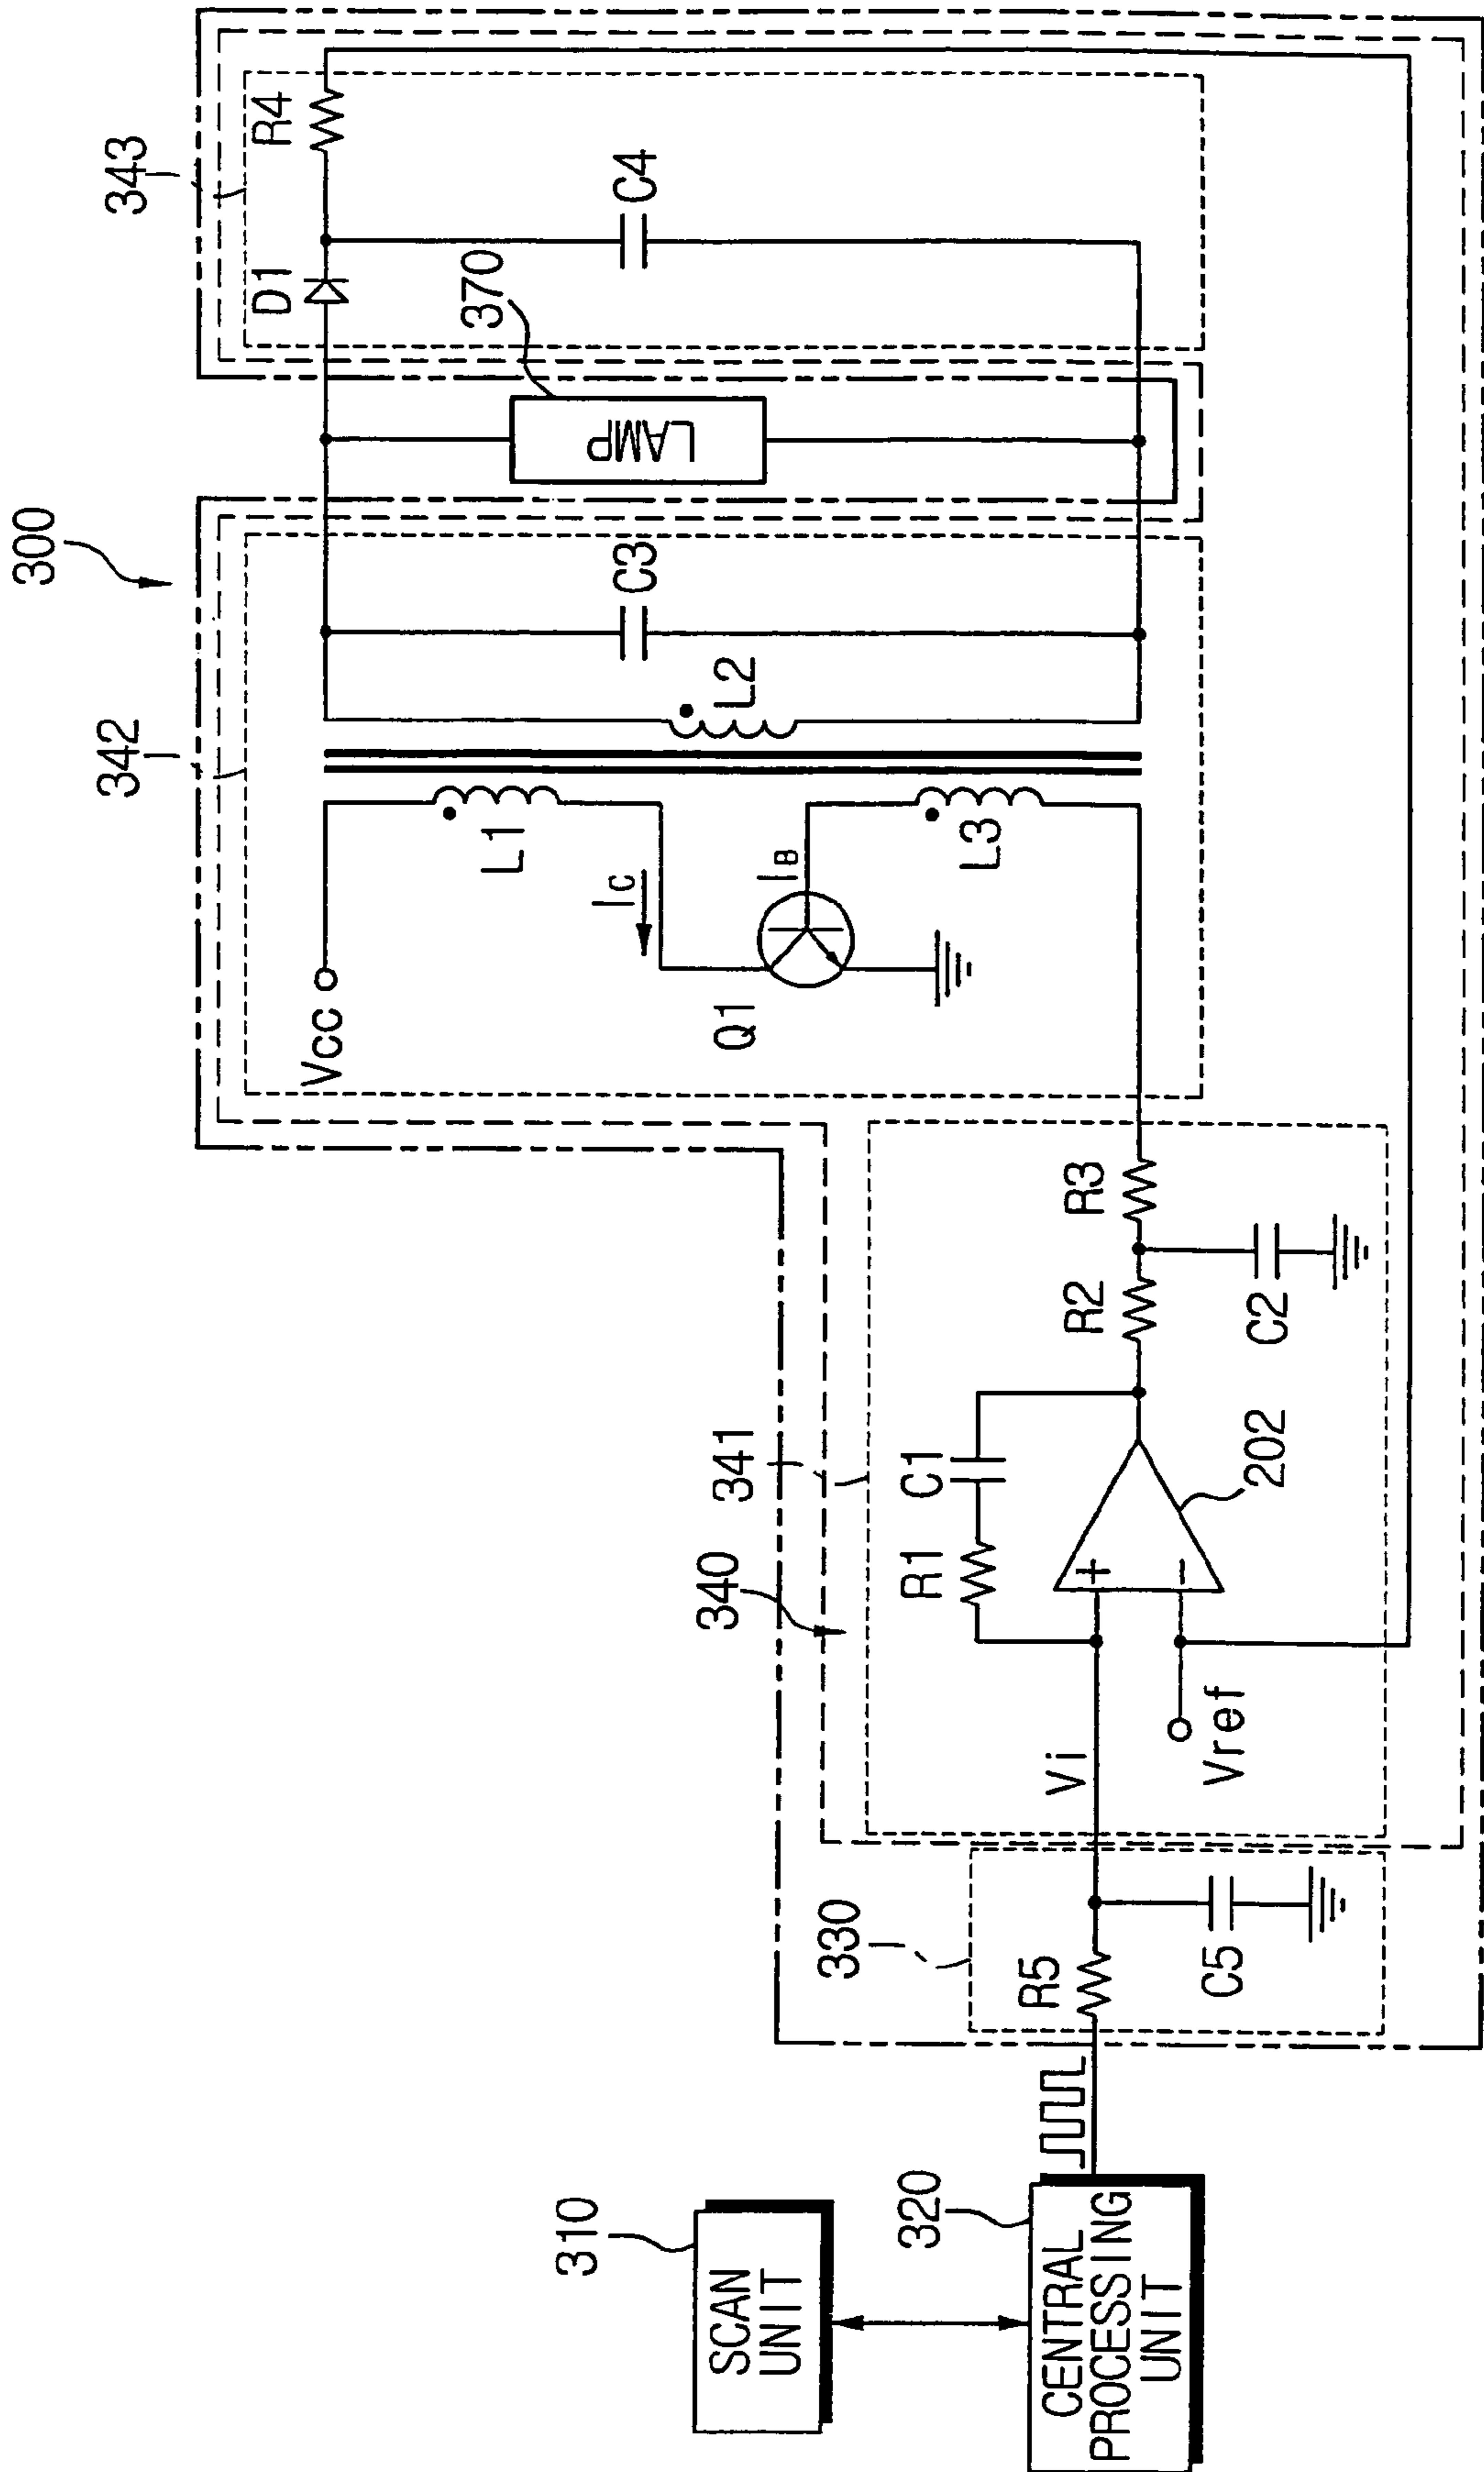 300
342
343
Vcc
L1
IC
Q1
IB
L3
L2
C3
LAMP
370
D1
R4
C4
310
SCAN
UNIT
320
CENTRAL
PROCESSING
UNIT
330
R5
C5
340
341
Vi
Vref
R1
C1
+
-
202
R2
R3
C2